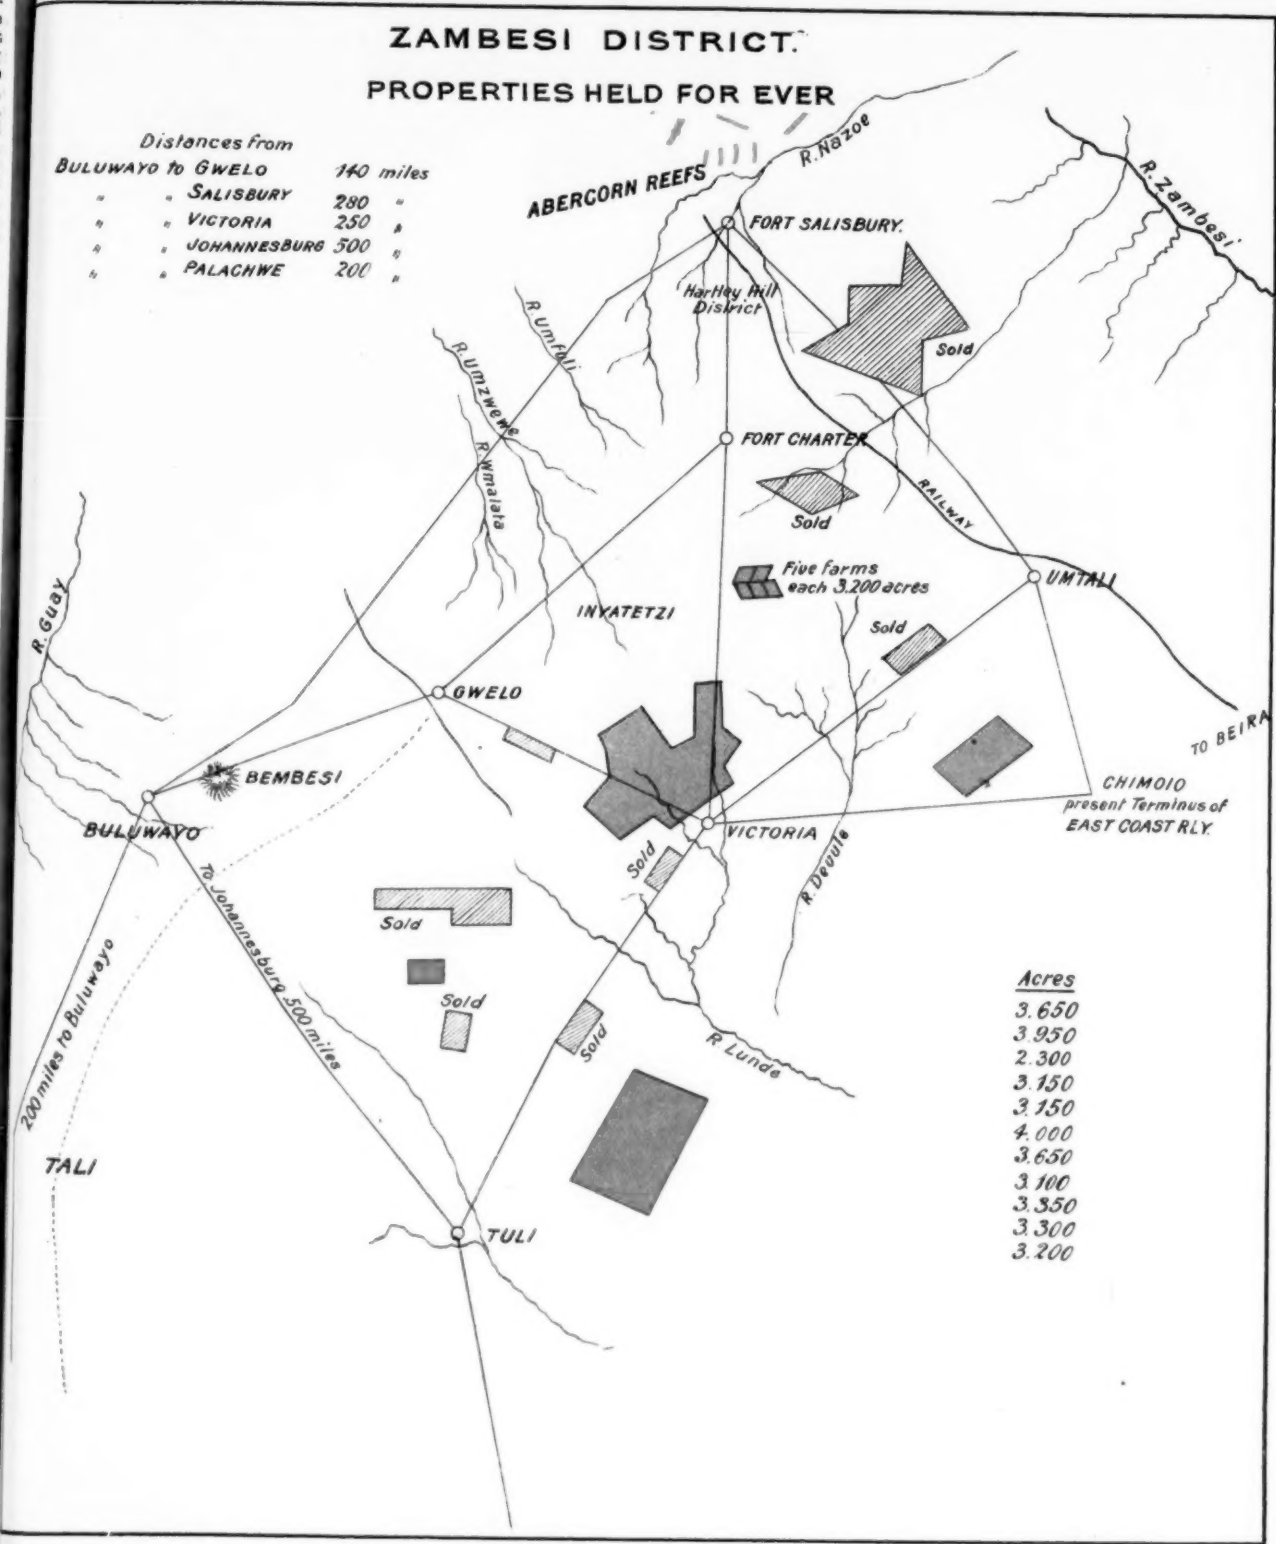 ZAMBESI DISTRICT.
PROPERTIES HELD FOR EVER
Distances from
BULUWAYO to GWELO 140 miles
" " SALISBURY 280 "
" " VICTORIA 250 "
" " JOHANNESBURG 500 "
" " PALACHWE 200 "
ABERCORN REEFS
R. Nazoe
R. Zambesi
FORT SALISBURY.
Hartley Hill
District
Sold
R. Umfuli
R. Umzwewe
R. Wmalata
FORT CHARTER
Sold
RAILWAY
Five farms
each 3.200 acres
UMTALI
INYATETZI
Sold
R. Guay
GWELO
TO BEIRA
BEMBESI
BULUWAYO
CHIMOIO
present Terminus of
EAST COAST RLY.
VICTORIA
Sold
R. Devule
To Johannesburg 500 miles
Sold
200 miles to Buluwayo
Sold
Sold
R Lunde
TALI
TULI
Acres
3.650
3.950
2.300
3.150
3.150
4.000
3.650
3.100
3.350
3.300
3.200